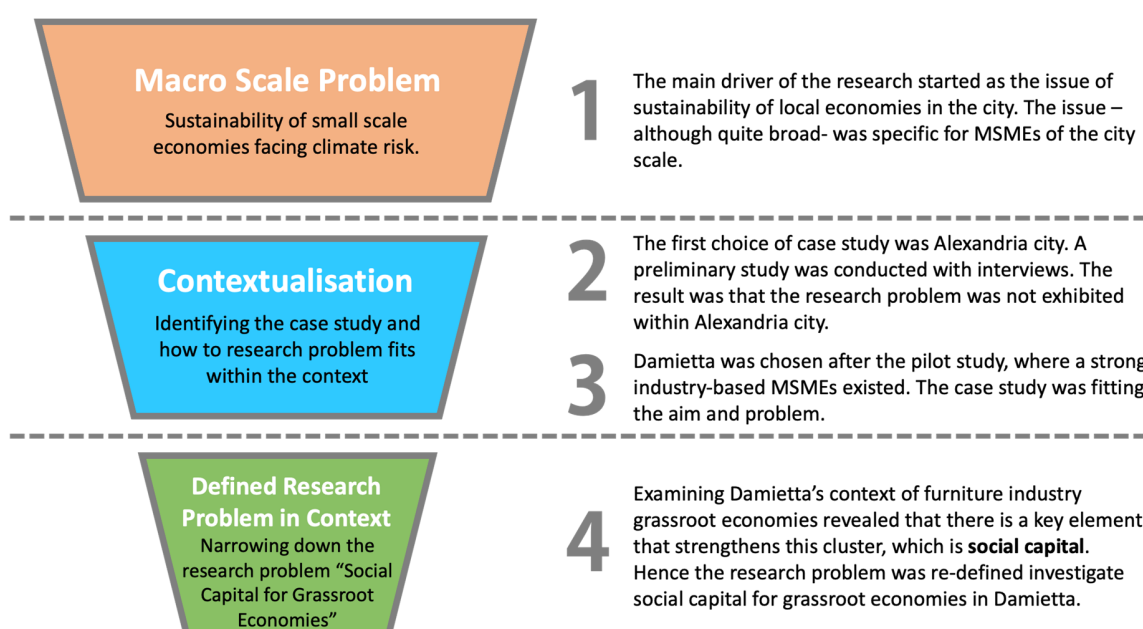 Macro Scale Problem
Sustainability of small scale
economies facing climate risk.
1
The main driver of the research started as the issue of
sustainability of local economies in the city. The issue –
although quite broad- was specific for MSMEs of the city
scale.
Contextualisation
Identifying the case study and
how to research problem fits
within the context
2
The first choice of case study was Alexandria city. A
preliminary study was conducted with interviews. The
result was that the research problem was not exhibited
within Alexandria city.
3
Damietta was chosen after the pilot study, where a strong
industry-based MSMEs existed. The case study was fitting
the aim and problem.
Defined Research
Problem in Context
Narrowing down the
research problem “Social
Capital for Grassroot
Economies”
4
Examining Damietta’s context of furniture industry
grassroot economies revealed that there is a key element
that strengthens this cluster, which is social capital.
Hence the research problem was re-defined investigate
social capital for grassroot economies in Damietta.